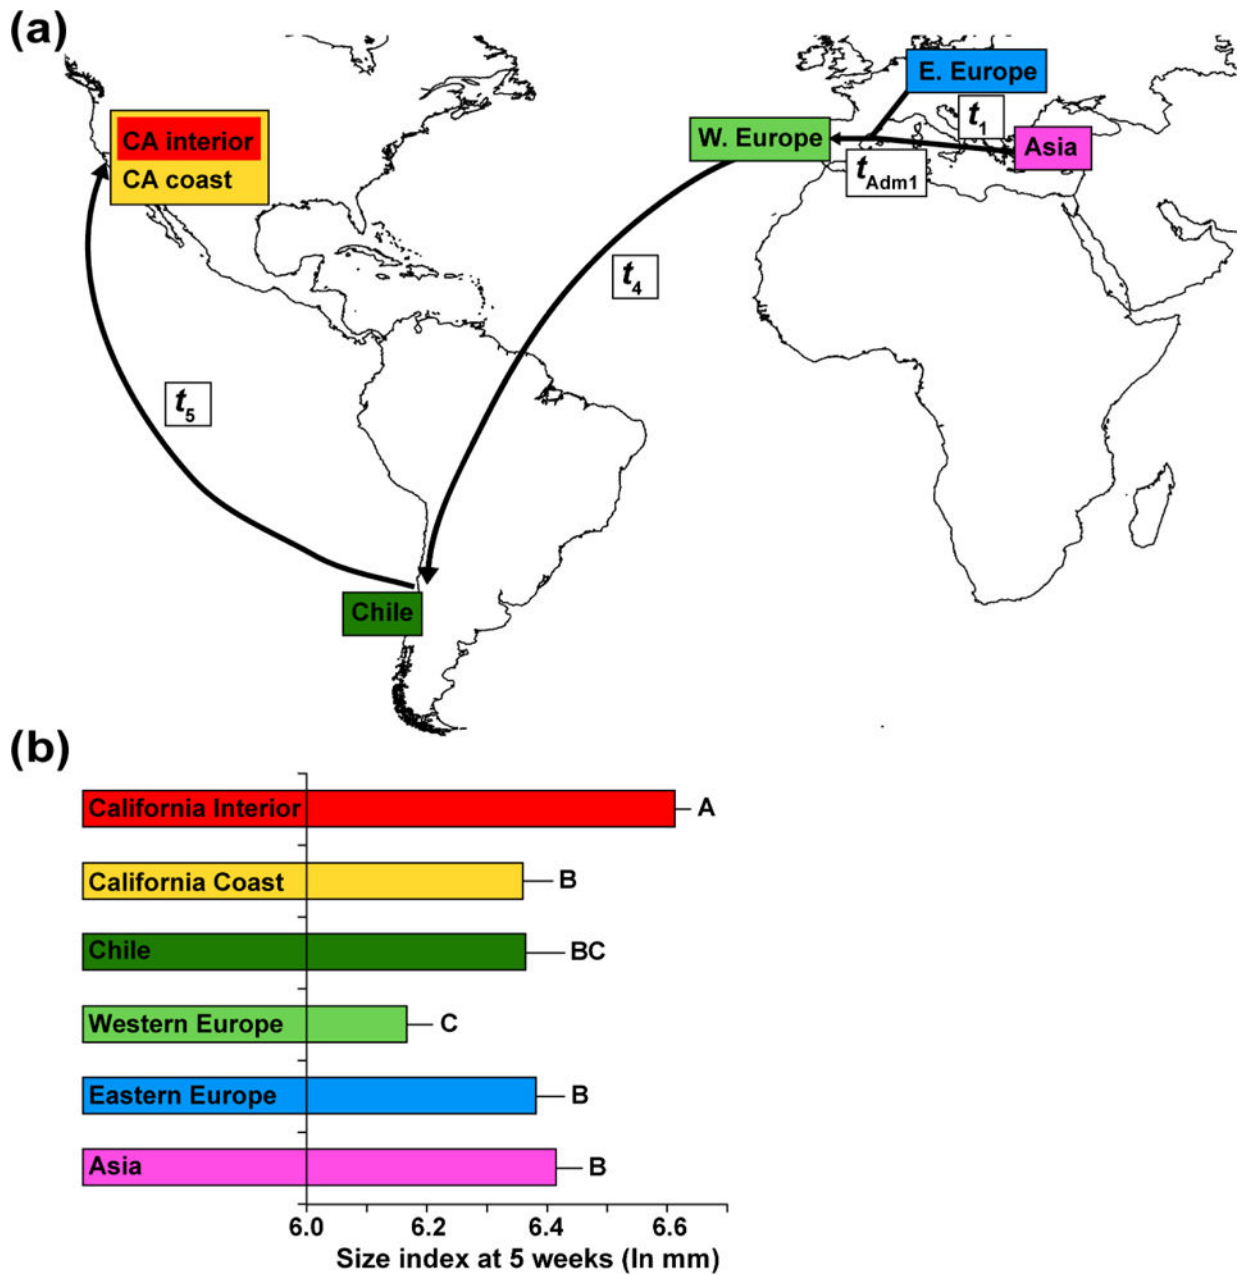 (a)
E. Europe
t1
W. Europe
Asia
tAdm1
CA interior
CA coast
t4
t5
Chile
(b)
California Interior
A
California Coast
B
Chile
BC
Western Europe
C
Eastern Europe
B
Asia
B
6.0 6.2 6.4 6.6
Size index at 5 weeks (ln mm)